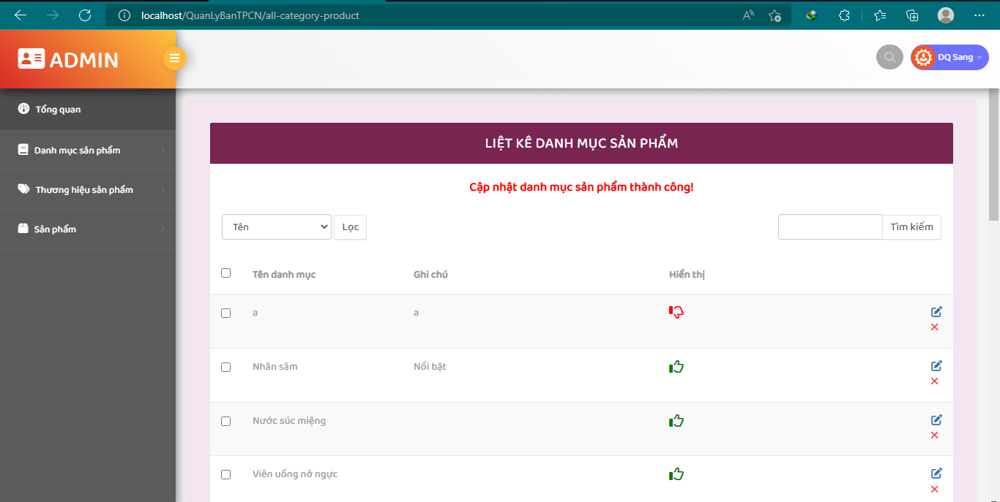 localhost/QuanLyBanTPCN/all-category-product
ADMIN
DQ Sang
Tổng quan
Danh mục sản phẩm
Thương hiệu sản phẩm
Sản phẩm
LIỆT KÊ DANH MỤC SẢN PHẨM
Cập nhật danh mục sản phẩm thành công!
Tên Lọc Tìm kiếm
Tên danh mục Ghi chú Hiển thị
a a
Nhân sâm Nổi bật
Nước súc miệng
Viên uống nở ngực